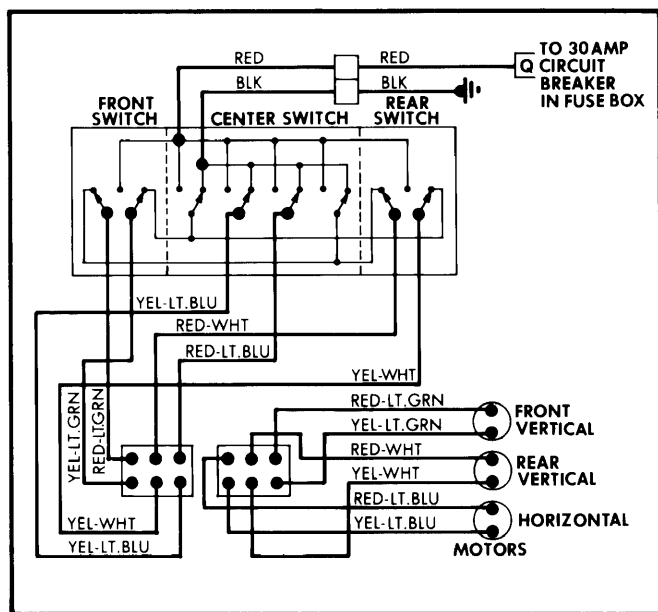 RED RED
Q TO 30 AMP
CIRCUIT
BREAKER
IN FUSE BOX
BLK BLK
FRONT
SWITCH
CENTER SWITCH
REAR
SWITCH
YEL-LT.BLU
RED-WHT
RED-LT.BLU
YEL-WHT
YEL-LT.GRN
RED-LT.GRN
RED-LT.GRN
YEL-LT.GRN
FRONT
VERTICAL
RED-WHT
YEL-WHT
REAR
VERTICAL
RED-LT.BLU
YEL-LT.BLU
HORIZONTAL
MOTORS
YEL-WHT
YEL-LT.BLU